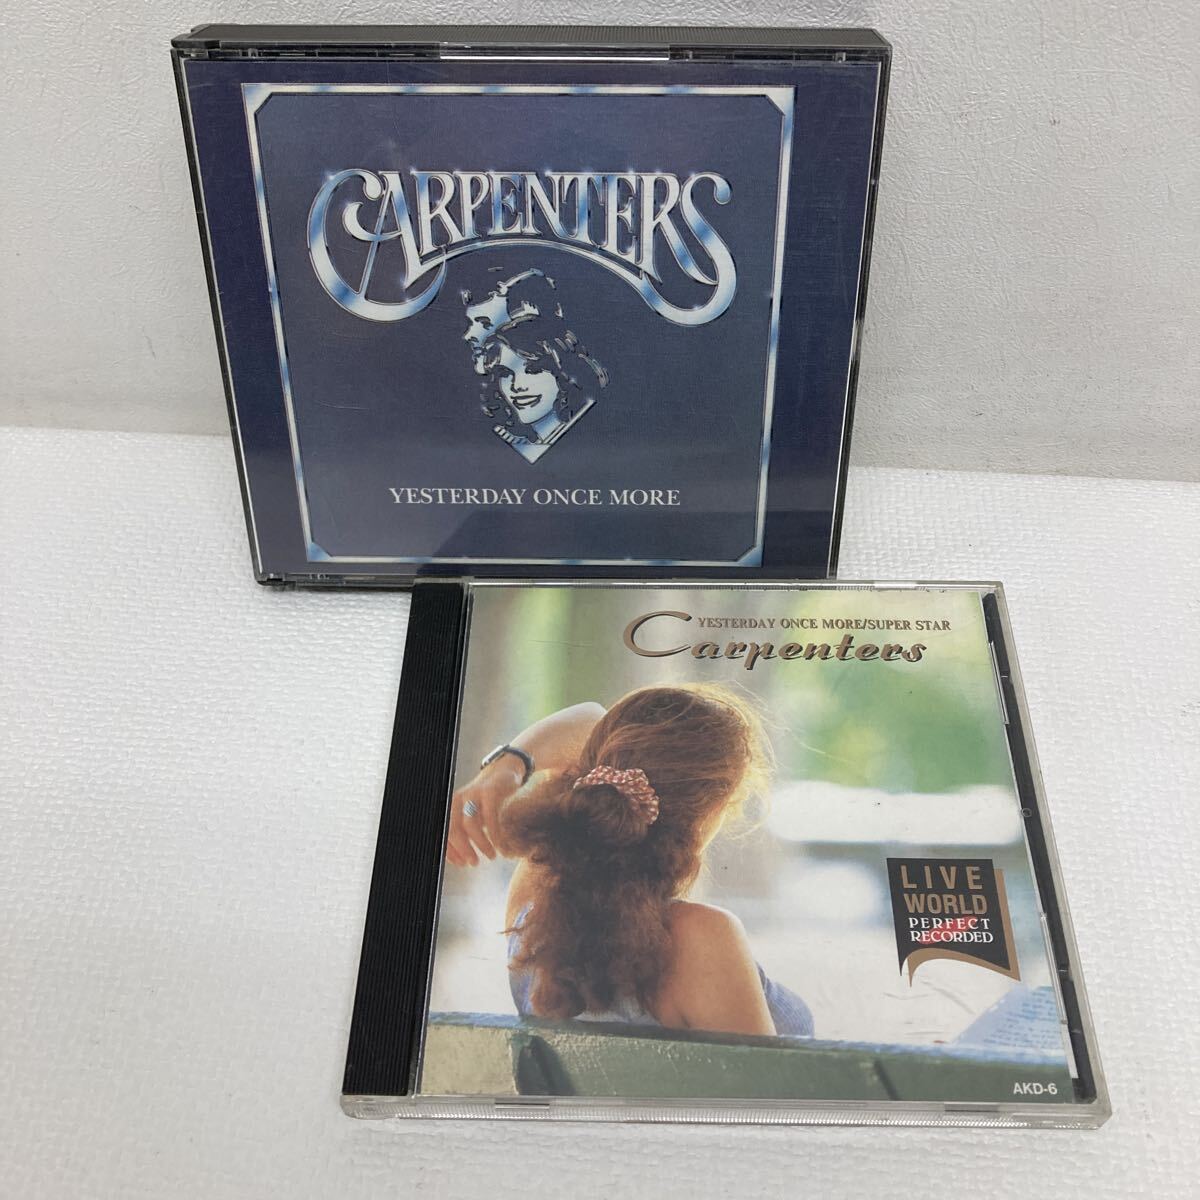 CARPENTERS
YESTERDAY ONCE MORE
YESTERDAY ONCE MORE/SUPER STAR
Carpenters
LIVE
WORLD
PERFECT
RECORDED
AKD-6